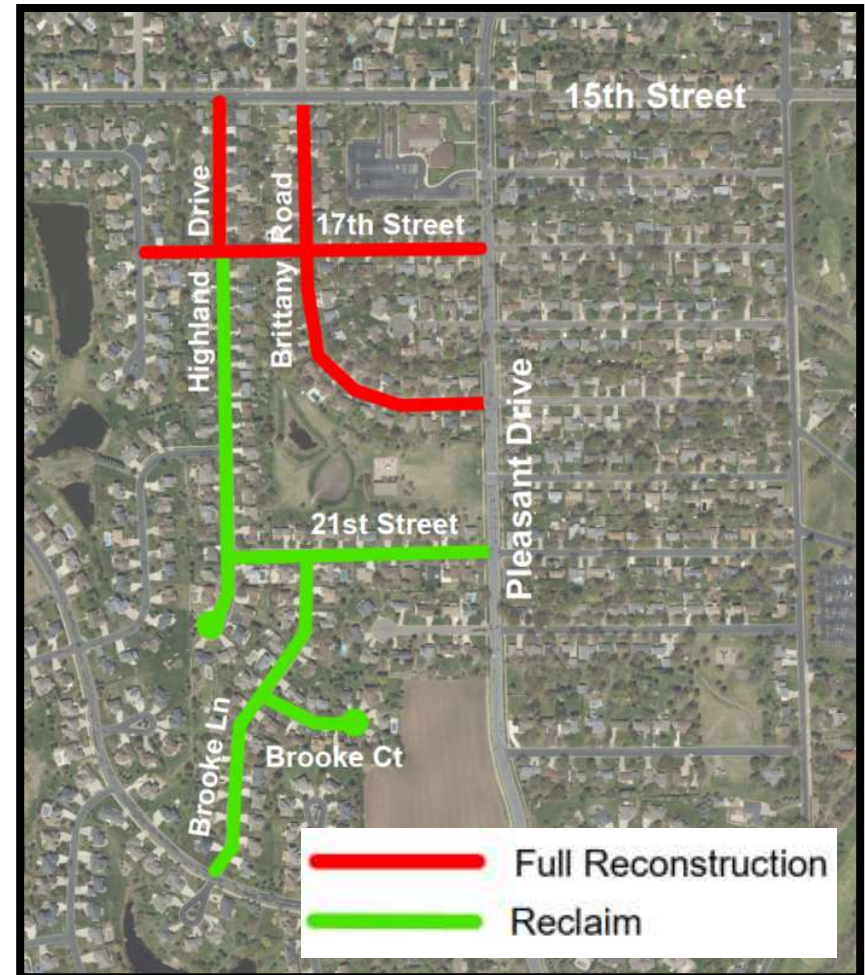 15th Street
Highland Drive
Brittany Road
17th Street
Pleasant Drive
21st Street
Brooke Ln
Brooke Ct
Full Reconstruction
Reclaim